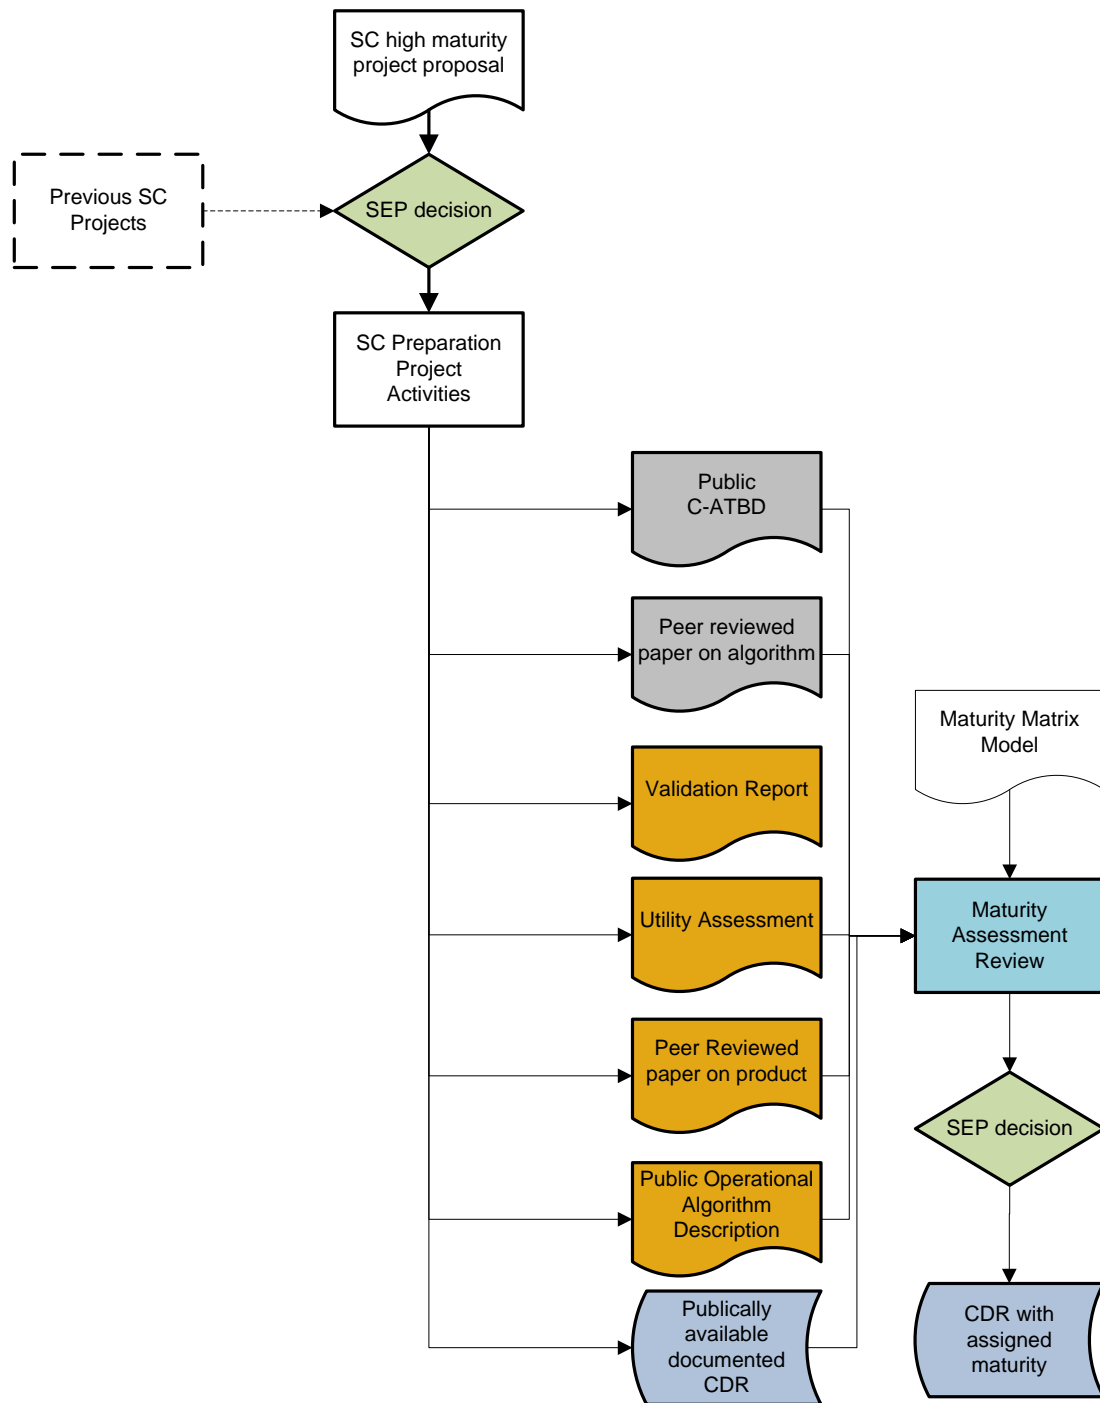 SC high maturity
project proposal
Previous SC
Projects
SEP decision
SC Preparation
Project
Activities
Public
C-ATBD
Peer reviewed
paper on algorithm
Validation Report
Maturity Matrix
Model
Utility Assessment
Maturity
Assessment
Review
Peer Reviewed
paper on product
SEP decision
Public Operational
Algorithm
Description
Publically
available
documented
CDR
CDR with
assigned
maturity